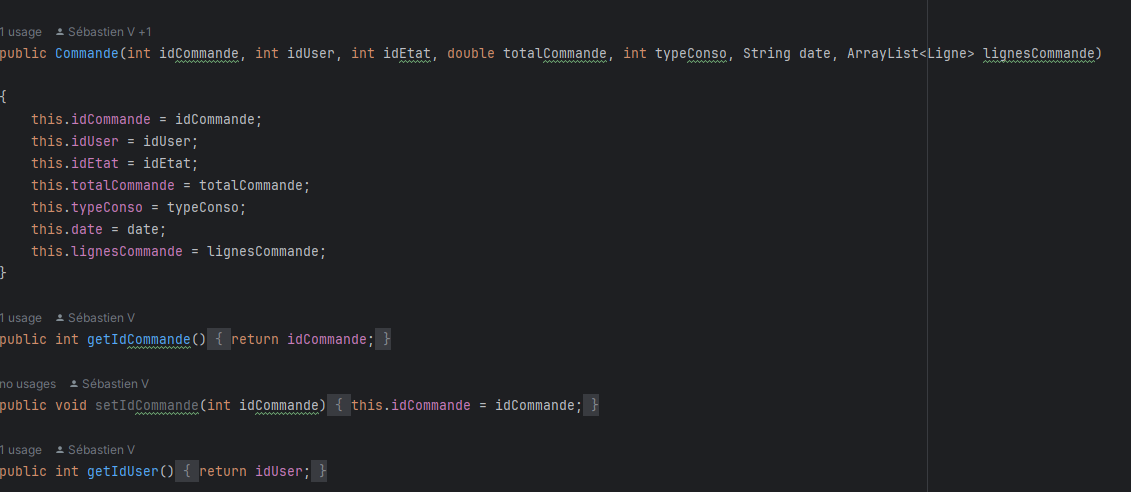 1 usage Sébastien V +1
public Commande(int idCommande, int idUser, int idEtat, double totalCommande, int typeConso, String date, ArrayList<Ligne> lignesCommande)
{
this.idCommande = idCommande;
this.idUser = idUser;
this.idEtat = idEtat;
this.totalCommande = totalCommande;
this.typeConso = typeConso;
this.date = date;
this.lignesCommande = lignesCommande;
}
1 usage Sébastien V
public int getIdCommande() { return idCommande; }
no usages Sébastien V
public void setIdCommande(int idCommande) { this.idCommande = idCommande; }
1 usage Sébastien V
public int getIdUser() { return idUser; }